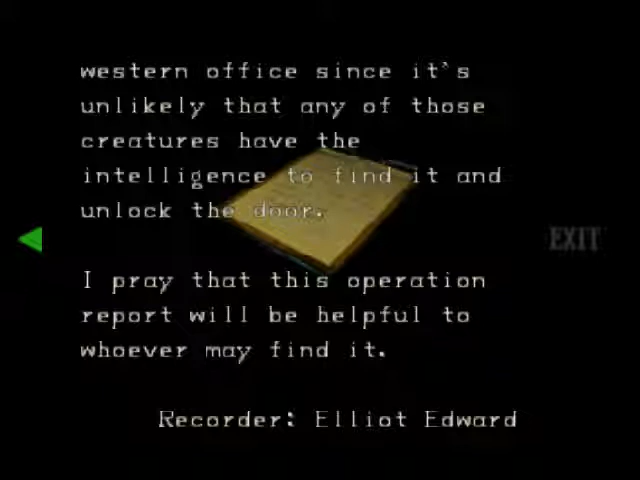 western office since it's
unlikely that any of those
creatures have the
intelligence to find it and
unlock the door.
EXIT
I pray that this operation
report will be helpful to
whoever may find it.
Recorder: Elliot Edward